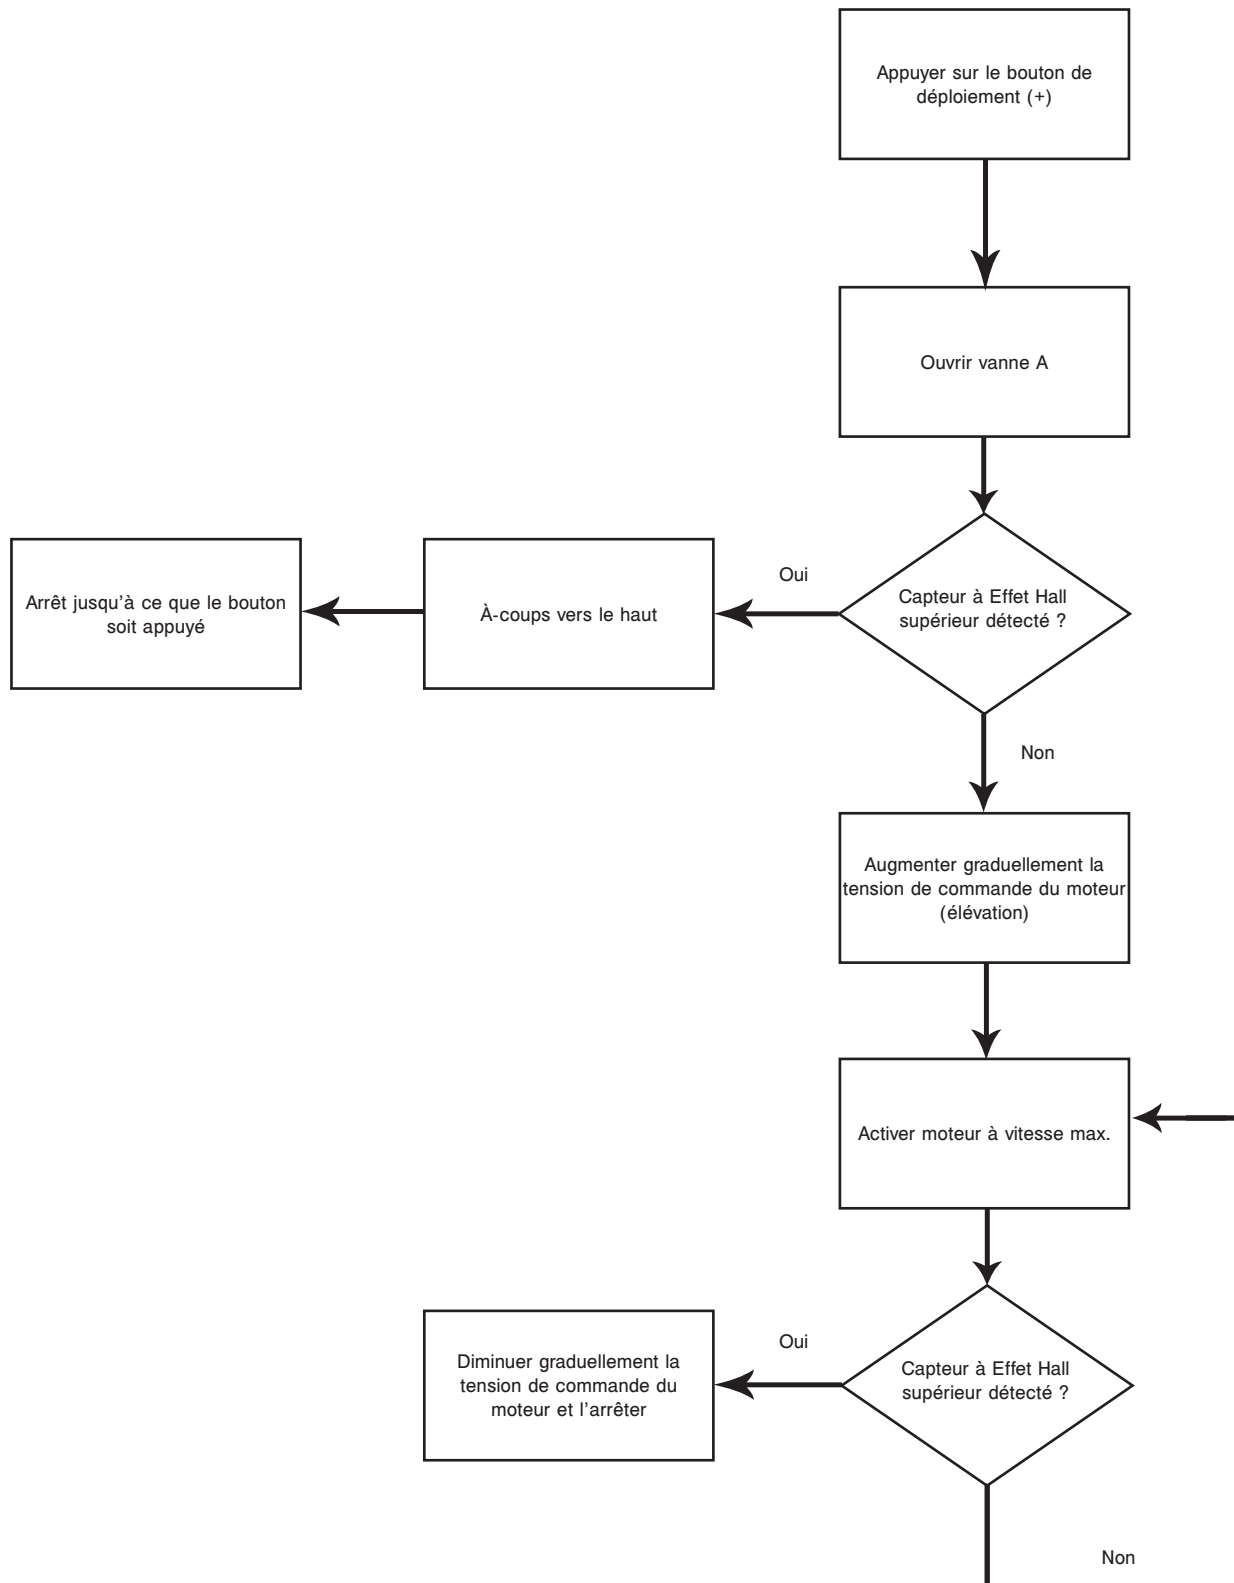 Appuyer sur le bouton de
déploiement (+)
Ouvrir vanne A
Capteur à Effet Hall
supérieur détecté ?
Oui
À-coups vers le haut
Arrêt jusqu'à ce que le bouton
soit appuyé
Non
Augmenter graduellement la
tension de commande du moteur
(élévation)
Activer moteur à vitesse max.
Capteur à Effet Hall
supérieur détecté ?
Oui
Diminuer graduellement la
tension de commande du
moteur et l'arrêter
Non